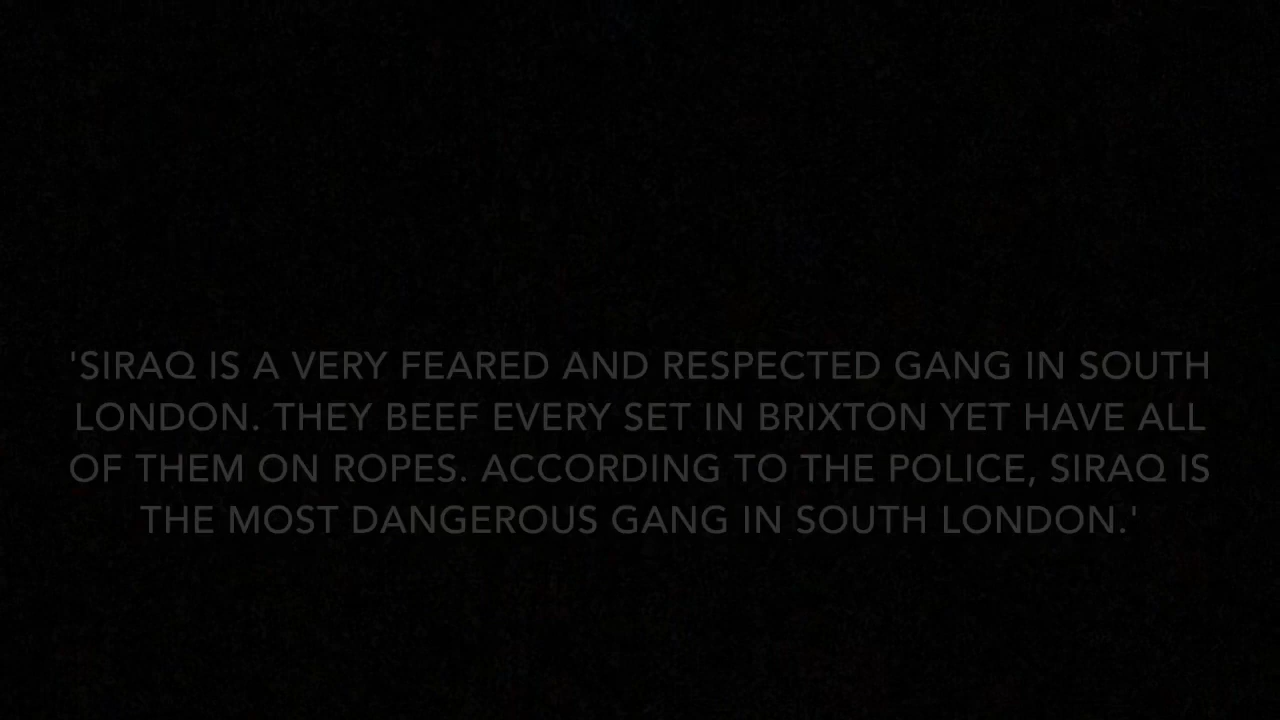 'SIRAQ IS A VERY FEARED AND RESPECTED GANG IN SOUTH
LONDON. THEY BEEF EVERY SET IN BRIXTON YET HAVE ALL
OF THEM ON ROPES. ACCORDING TO THE POLICE, SIRAQ IS
THE MOST DANGEROUS GANG IN SOUTH LONDON.'